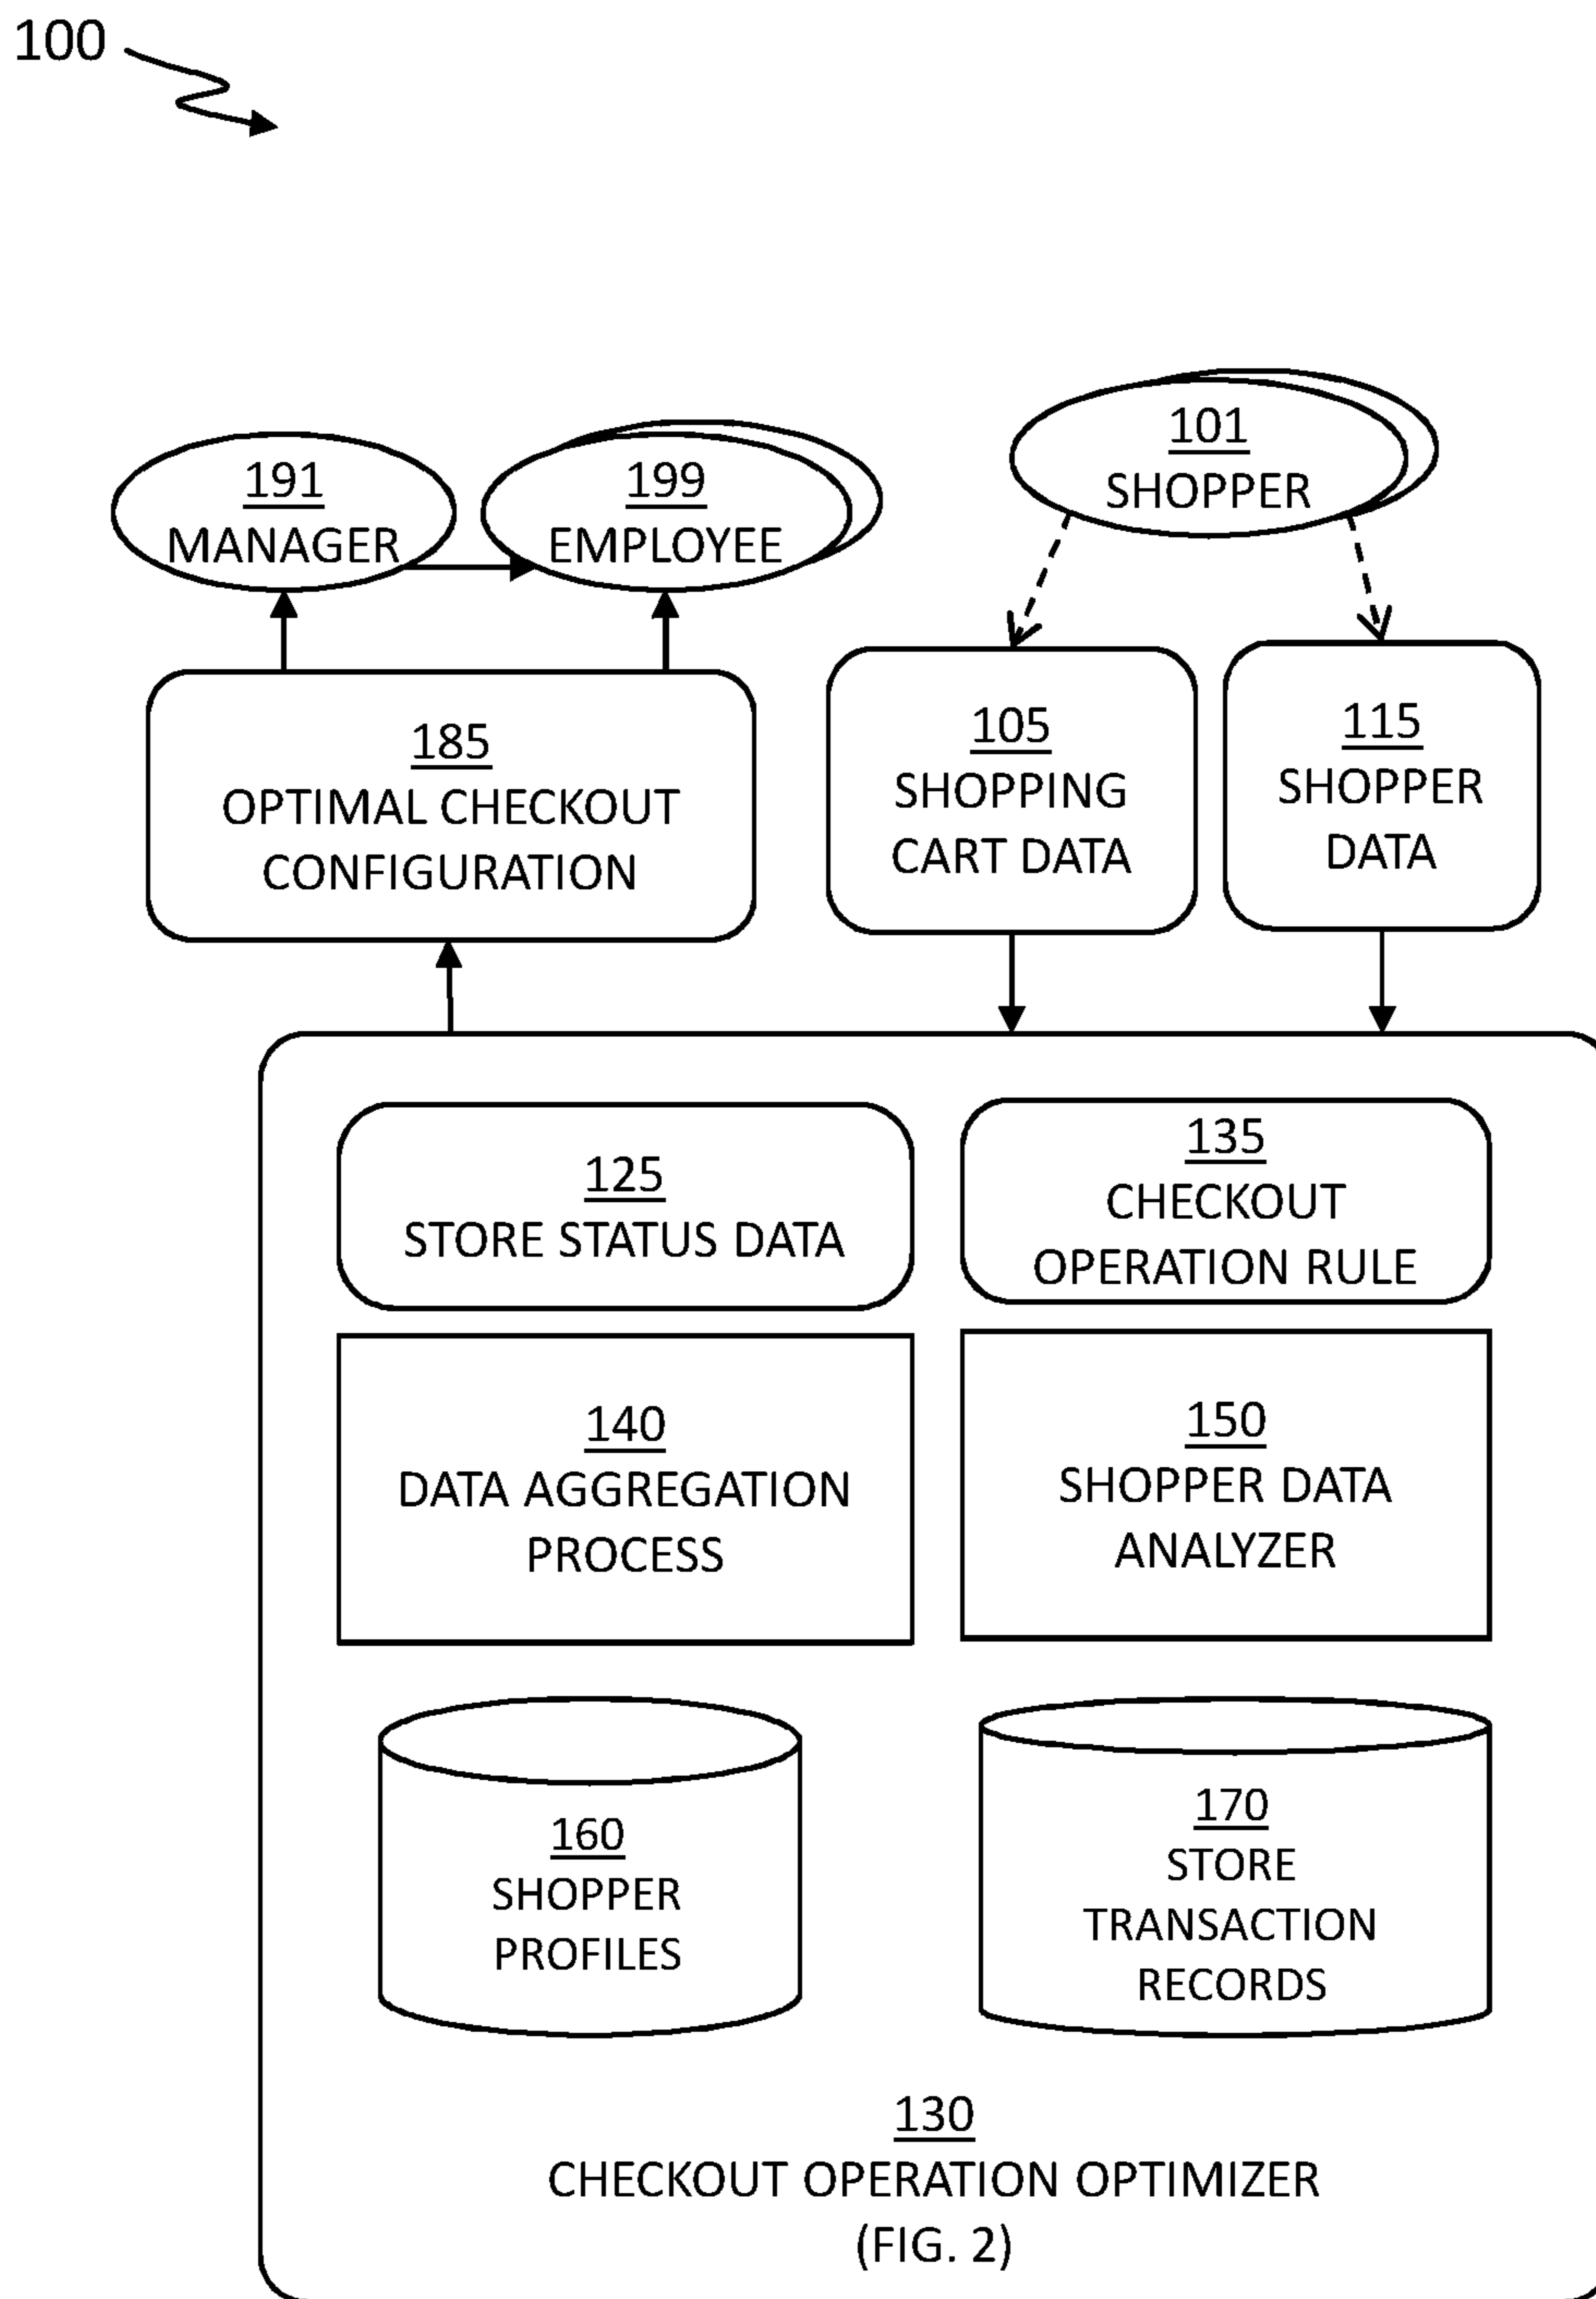 100
191
MANAGER
199
EMPLOYEE
101
SHOPPER
185
OPTIMAL CHECKOUT
CONFIGURATION
105
SHOPPING
CART DATA
115
SHOPPER
DATA
125
STORE STATUS DATA
135
CHECKOUT
OPERATION RULE
140
DATA AGGREGATION
PROCESS
150
SHOPPER DATA
ANALYZER
160
SHOPPER
PROFILES
170
STORE
TRANSACTION
RECORDS
130
CHECKOUT OPERATION OPTIMIZER
(FIG. 2)